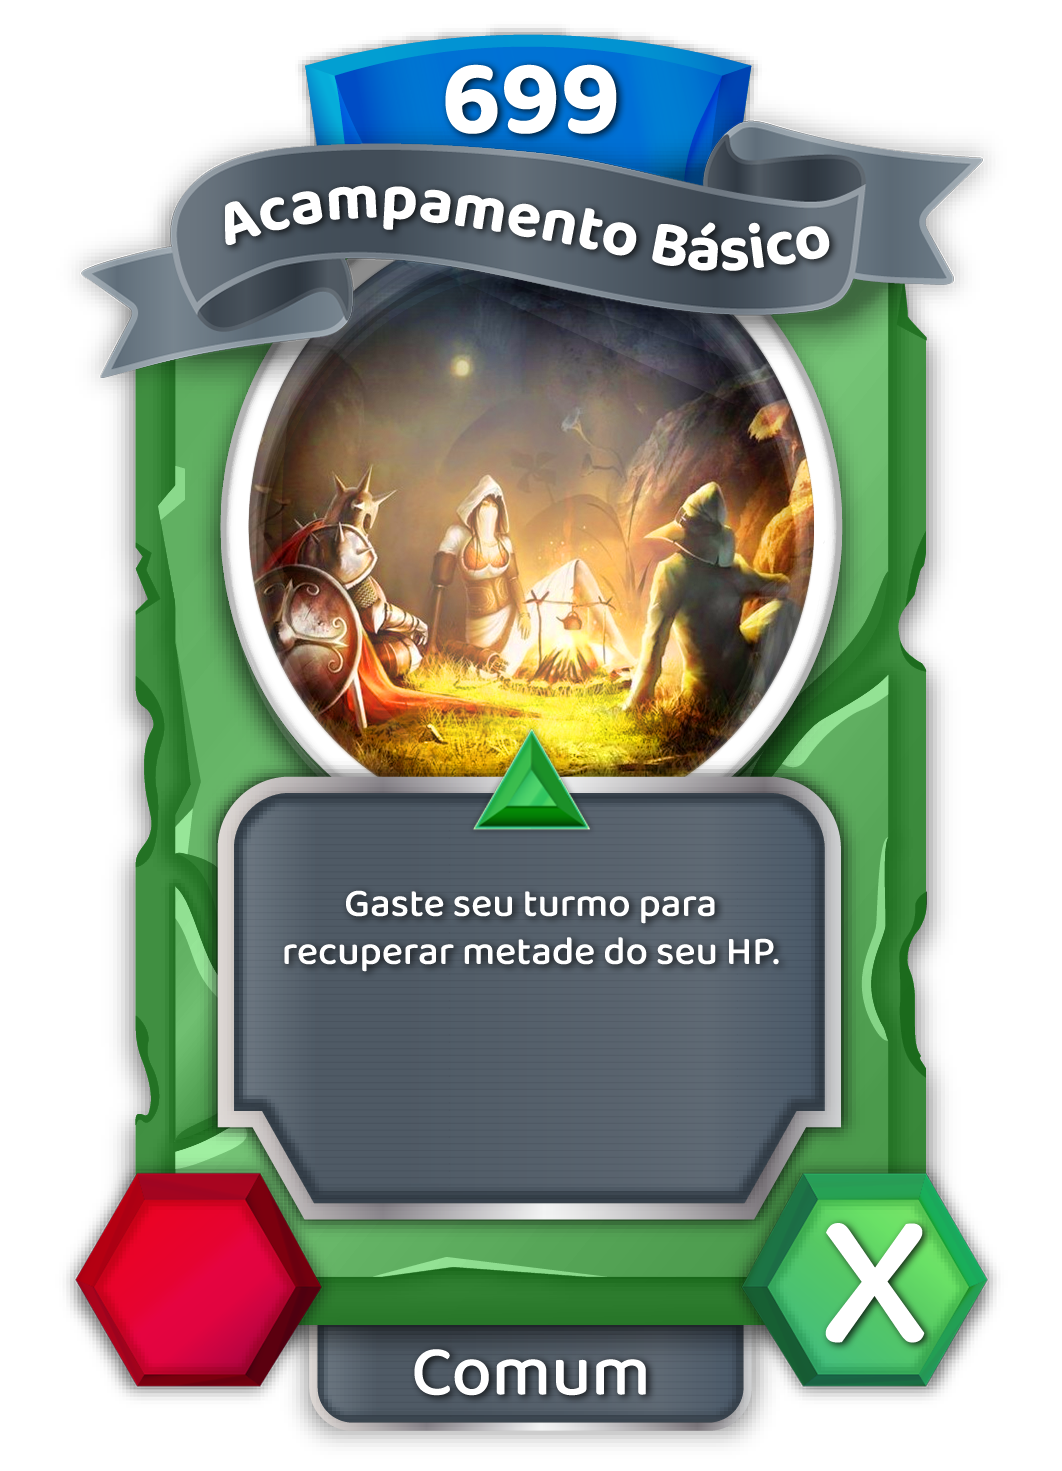 699
Acampamento Básico
Gaste seu turmo para
recuperar metade do seu HP.
X
Comum